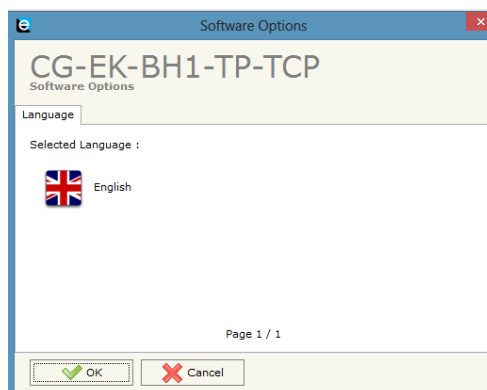 Software Options
CG-EK-BH1-TP-TCP
Software Options
Language
Selected Language :
English
Page 1 / 1
OK
Cancel